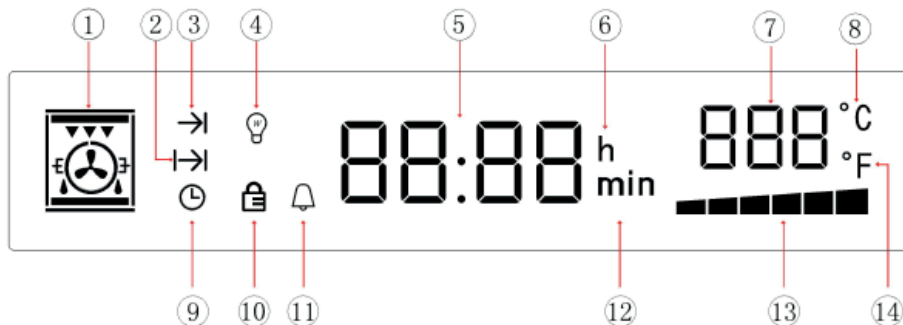 ① ② ③ ④ ⑤ ⑥ ⑦ ⑧
88:88 h 888 °C
min °F
⑨ ⑩ ⑪ ⑫ ⑬ ⑭